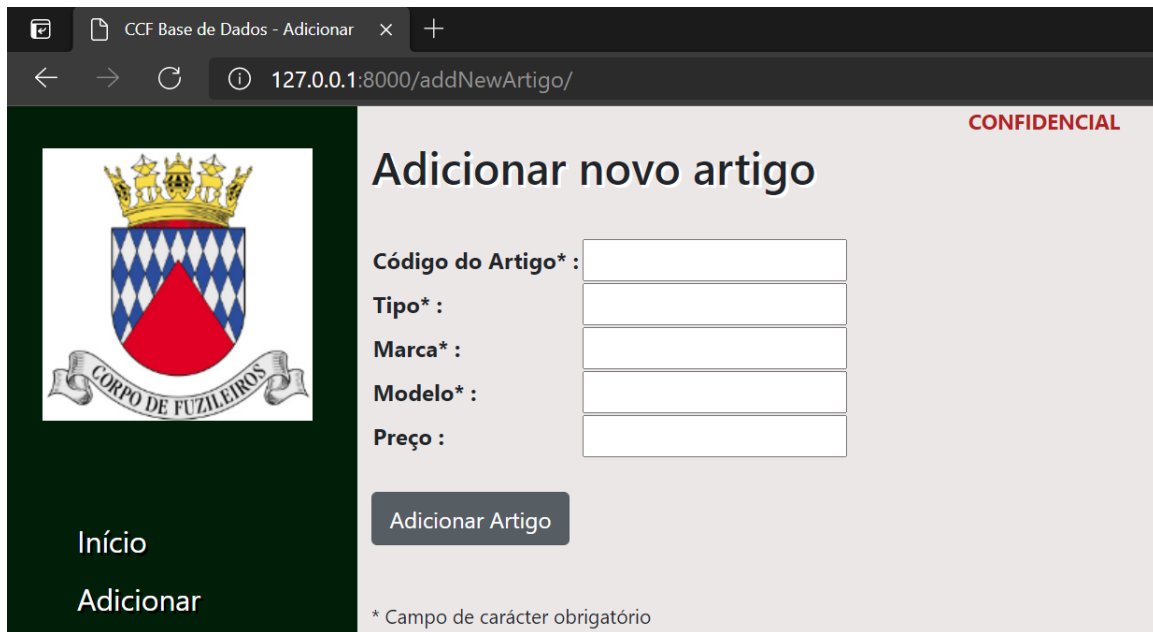 CCF Base de Dados - Adicionar
127.0.0.1:8000/addNewArtigo/
CONFIDENCIAL
CORPO DE FUZILEIROS
Início
Adicionar
Adicionar novo artigo
Código do Artigo* :
Tipo* :
Marca* :
Modelo* :
Preço :
Adicionar Artigo
* Campo de carácter obrigatório